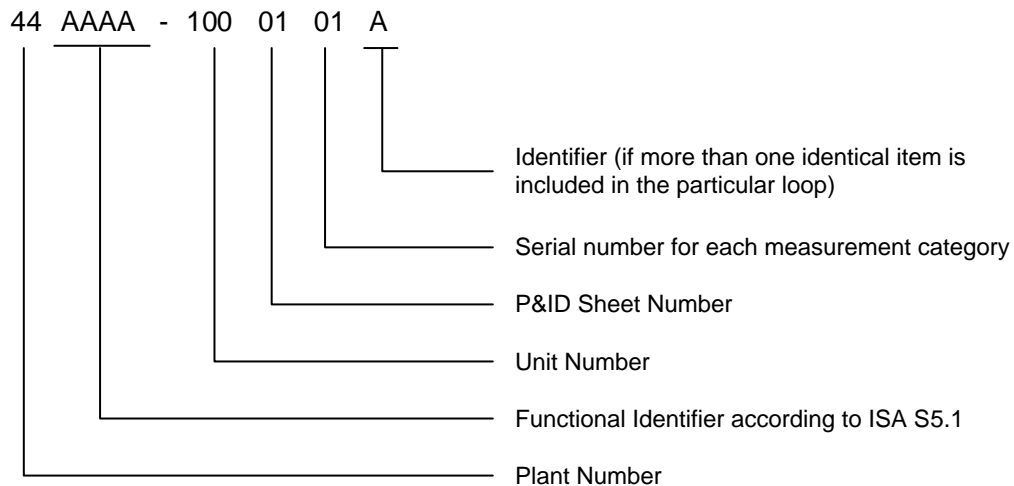 44 AAAA - 100 01 01 A
Identifier (if more than one identical item is
included in the particular loop)
Serial number for each measurement category
P&ID Sheet Number
Unit Number
Functional Identifier according to ISA S5.1
Plant Number